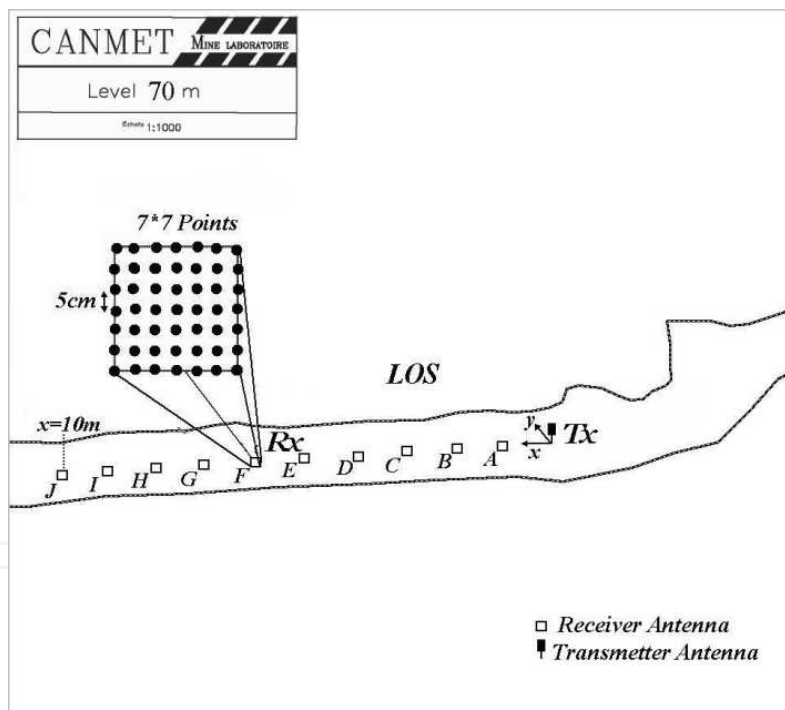 CANMET MINE LABORATOIRE
Level 70 m
Échelle 1:1000
7*7 Points
5cm
LOS
x=10m
Rx
y
Tx
x
J I H G F E D C B A
Receiver Antenna
Transmetter Antenna